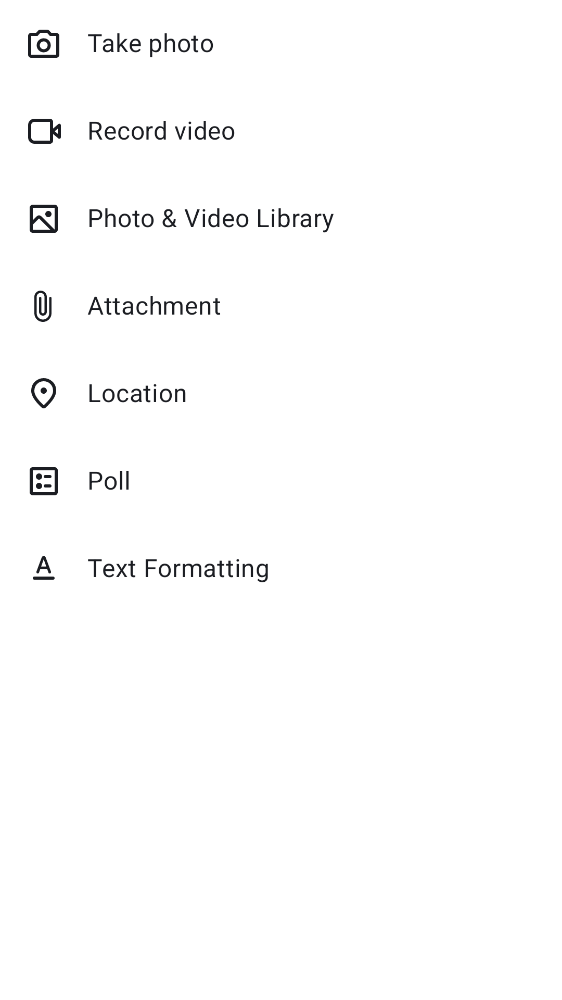 Take photo
Record video
Photo & Video Library
Attachment
Location
Poll
Text Formatting